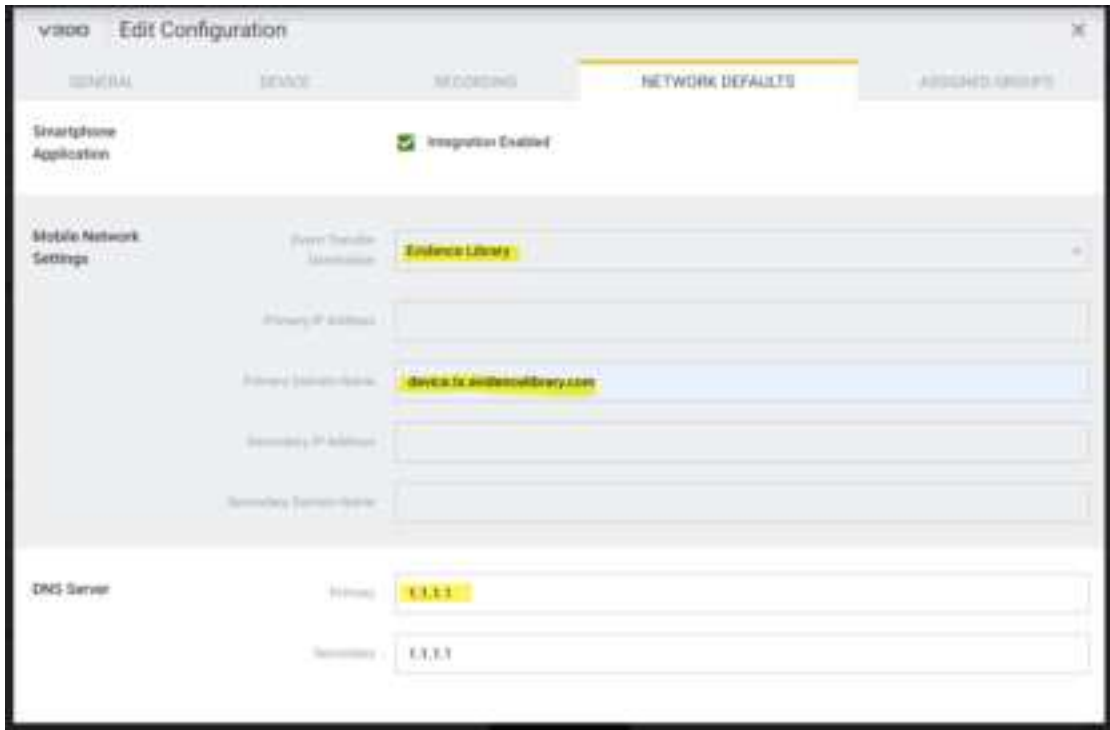 V300 Edit Configuration
GENERAL DEVICE RECORDING NETWORK DEFAULTS ASSIGNED GROUPS
Smartphone
Application
Integration Enabled
Mobile Network
Settings
Event Transfer
Destination
Evidence Library
Primary IP Address
Primary Domain Name
device.tx.evidencelibrary.com
Secondary IP Address
Secondary Domain Name
DNS Server
Primary
1.1.1.1
Secondary
1.1.1.1